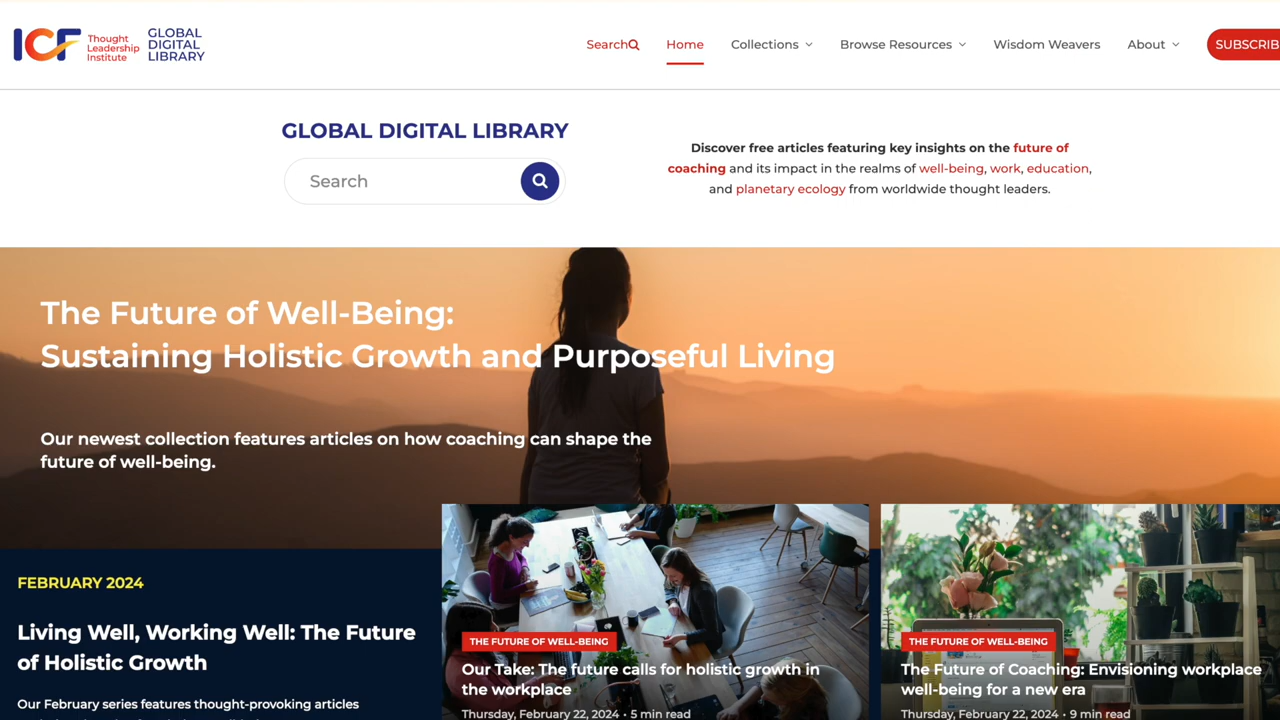 ICF
Thought
Leadership
Institute
GLOBAL
DIGITAL
LIBRARY
Search
Home
Collections
Browse Resources
Wisdom Weavers
About
SUBSCRIB
GLOBAL DIGITAL LIBRARY
Search
Discover free articles featuring key insights on the future of
coaching and its impact in the realms of well-being, work, education,
and planetary ecology from worldwide thought leaders.
The Future of Well-Being:
Sustaining Holistic Growth and Purposeful Living
Our newest collection features articles on how coaching can shape the
future of well-being.
FEBRUARY 2024
Living Well, Working Well: The Future
of Holistic Growth
Our February series features thought-provoking articles
THE FUTURE OF WELL-BEING
Our Take: The future calls for holistic growth in
the workplace
Thursday, February 22, 2024 • 5 min read
THE FUTURE OF WELL-BEING
The Future of Coaching: Envisioning workplace
well-being for a new era
Thursday, February 22, 2024 • 9 min read